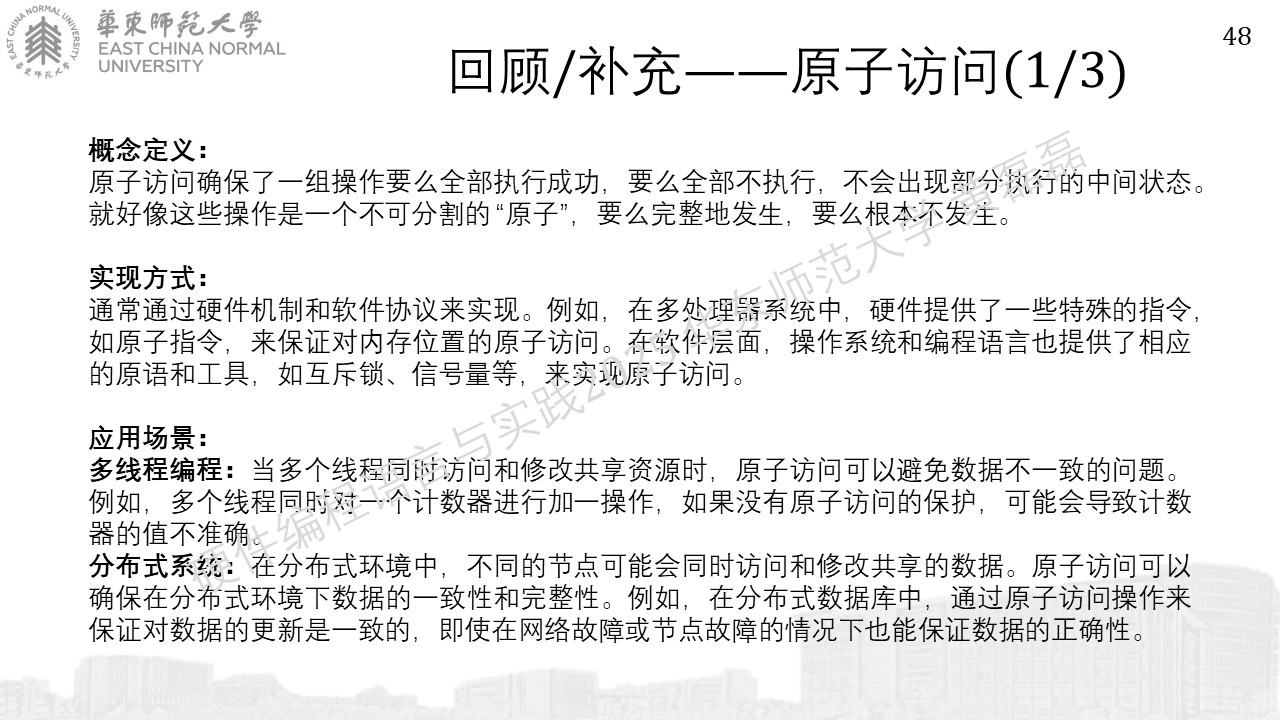 華東師範大學
EAST CHINA NORMAL
UNIVERSITY
48
回顾/补充——原子访问(1/3)
概念定义：
原子访问确保了一组操作要么全部执行成功，要么全部不执行，不会出现部分执行的中间状态。
就好像这些操作是一个不可分割的 “原子”，要么完整地发生，要么根本不发生。
实现方式：
通常通过硬件机制和软件协议来实现。例如，在多处理器系统中，硬件提供了一些特殊的指令，
如原子指令，来保证对内存位置的原子访问。在软件层面，操作系统和编程语言也提供了相应
的原语和工具，如互斥锁、信号量等，来实现原子访问。
应用场景：
多线程编程：当多个线程同时访问和修改共享资源时，原子访问可以避免数据不一致的问题。
例如，多个线程同时对一个计数器进行加一操作，如果没有原子访问的保护，可能会导致计数
器的值不准确。
分布式系统：在分布式环境中，不同的节点可能会同时访问和修改共享的数据。原子访问可以
确保在分布式环境下数据的一致性和完整性。例如，在分布式数据库中，通过原子访问操作来
保证对数据的更新是一致的，即使在网络故障或节点故障的情况下也能保证数据的正确性。
硬件编程语言与实践2025 华东师范大学 黄磊磊